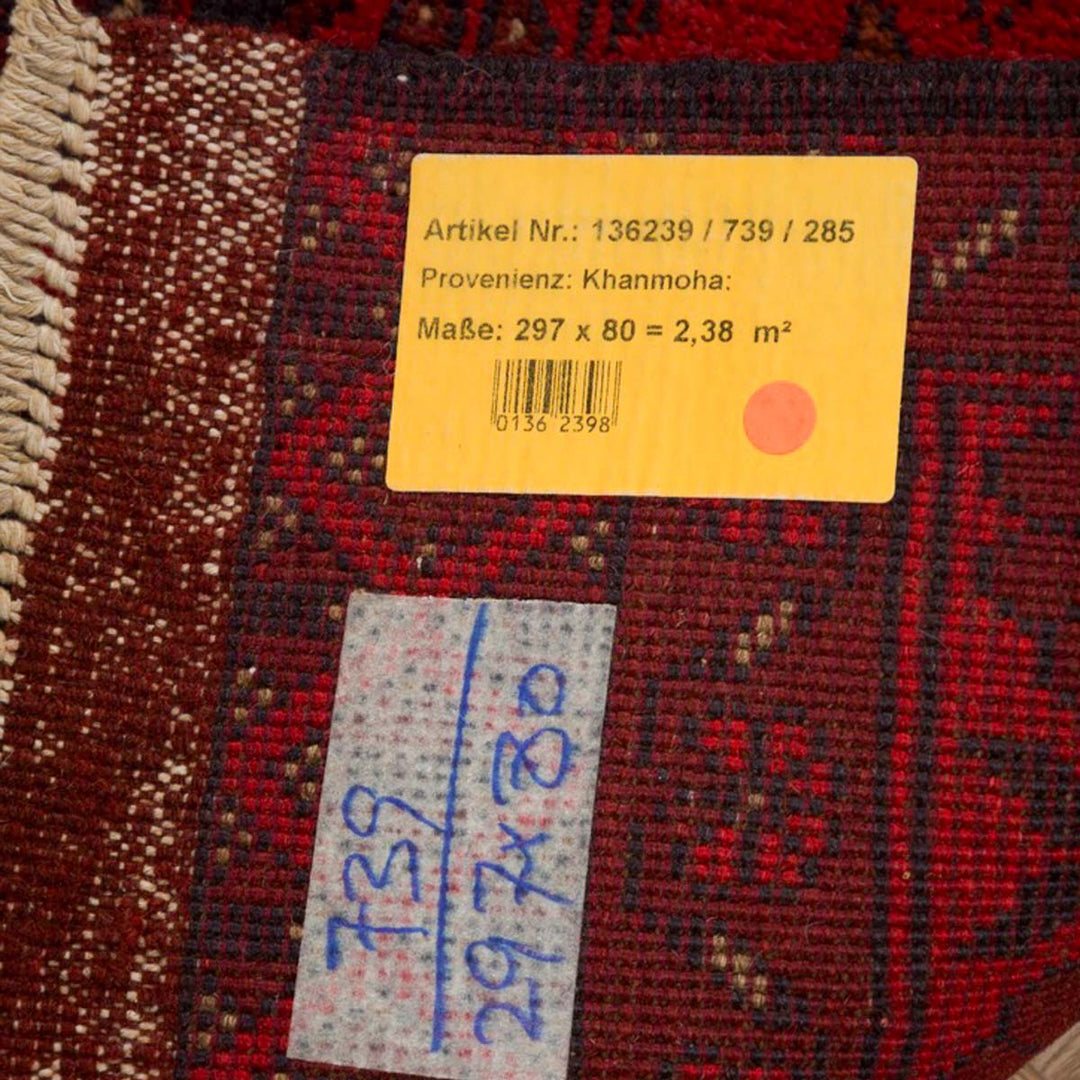 Artikel Nr.: 136239 / 739 / 285
Provenienz: Khanmoha:
Maße: 297 x 80 = 2,38 m²
0136 2398
739
297x80